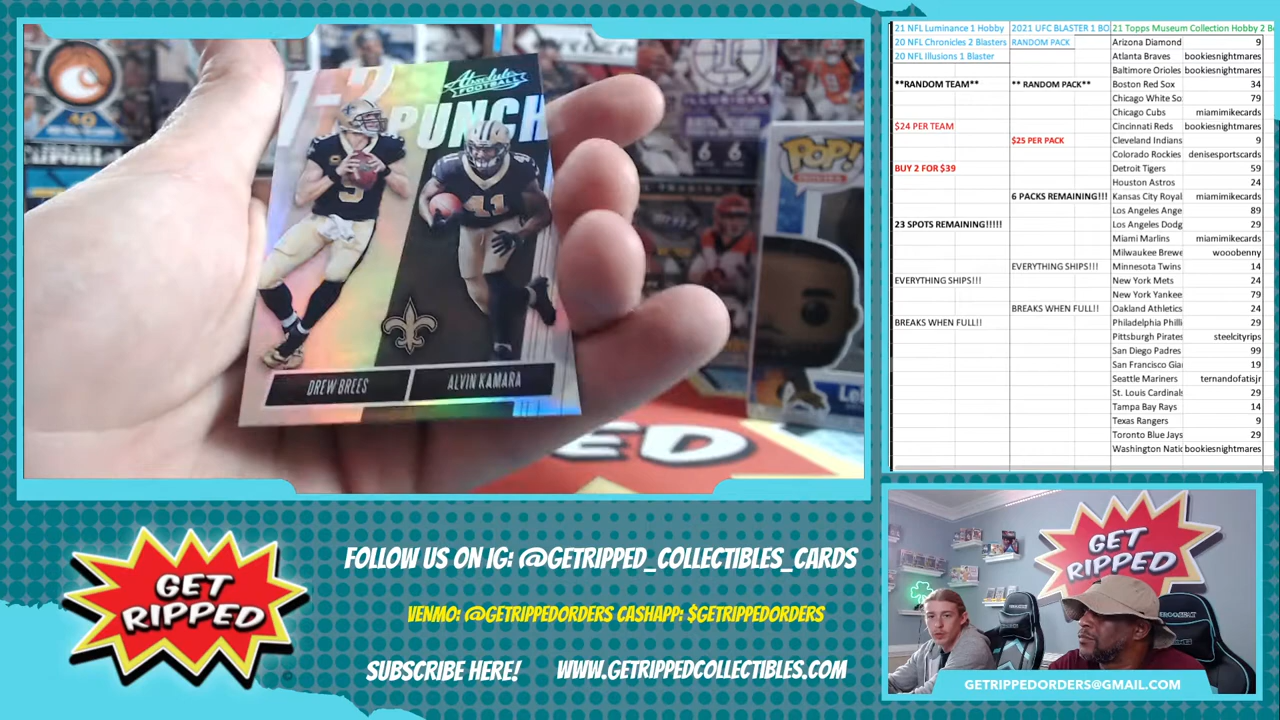 Absolute
FOOTBALL
1-2 PUNCH
41
DREW BREES
ALVIN KAMARA
POP!
21 NFL Luminance 1 Hobby
20 NFL Chronicles 2 Blasters
20 NFL Illusions 1 Blaster
**RANDOM TEAM**
$24 PER TEAM
BUY 2 FOR $39
23 SPOTS REMAINING!!!!!
EVERYTHING SHIPS!!!
BREAKS WHEN FULL!!
2021 UFC BLASTER 1 BO
RANDOM PACK
** RANDOM PACK**
$25 PER PACK
6 PACKS REMAINING!!!
EVERYTHING SHIPS!!!
BREAKS WHEN FULL!!
21 Topps Museum Collection Hobby 2 B
Arizona Diamond 9
Atlanta Braves bookiesnightmares
Baltimore Orioles bookiesnightmares
Boston Red Sox 34
Chicago White So 79
Chicago Cubs miamimikecards
Cincinnati Reds bookiesnightmares
Cleveland Indians 9
Colorado Rockies denisesportscards
Detroit Tigers 59
Houston Astros 24
Kansas City Royal miamimikecards
Los Angeles Ange 89
Los Angeles Dodg 29
Miami Marlins miamimikecards
Milwaukee Brewe wooobenny
Minnesota Twins 14
New York Mets 24
New York Yankee 79
Oakland Athletics 24
Philadelphia Philli 29
Pittsburgh Pirates steelcityrips
San Diego Padres 99
San Francisco Gia 19
Seattle Mariners ternandofatisjr
St. Louis Cardinals 29
Tampa Bay Rays 14
Texas Rangers 9
Toronto Blue Jays 29
Washington Natic bookiesnightmares
GET
RIPPED
FOLLOW US ON IG: @GETRIPPED_COLLECTIBLES_CARDS
VENMO: @GETRIPPEDORDERS CASHAPP: $GETRIPPEDORDERS
SUBSCRIBE HERE! WWW.GETRIPPEDCOLLECTIBLES.COM
GET
RIPPED
GETRIPPEDORDERS@GMAIL.COM